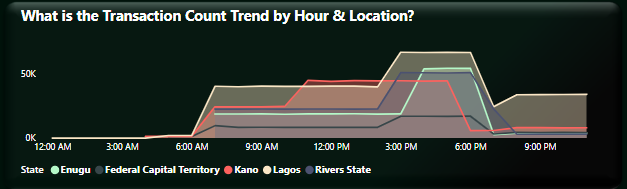 What is the Transaction Count Trend by Hour & Location?
50K
0K
12:00 AM 3:00 AM 6:00 AM 9:00 AM 12:00 PM 3:00 PM 6:00 PM 9:00 PM
State Enugu Federal Capital Territory Kano Lagos Rivers State